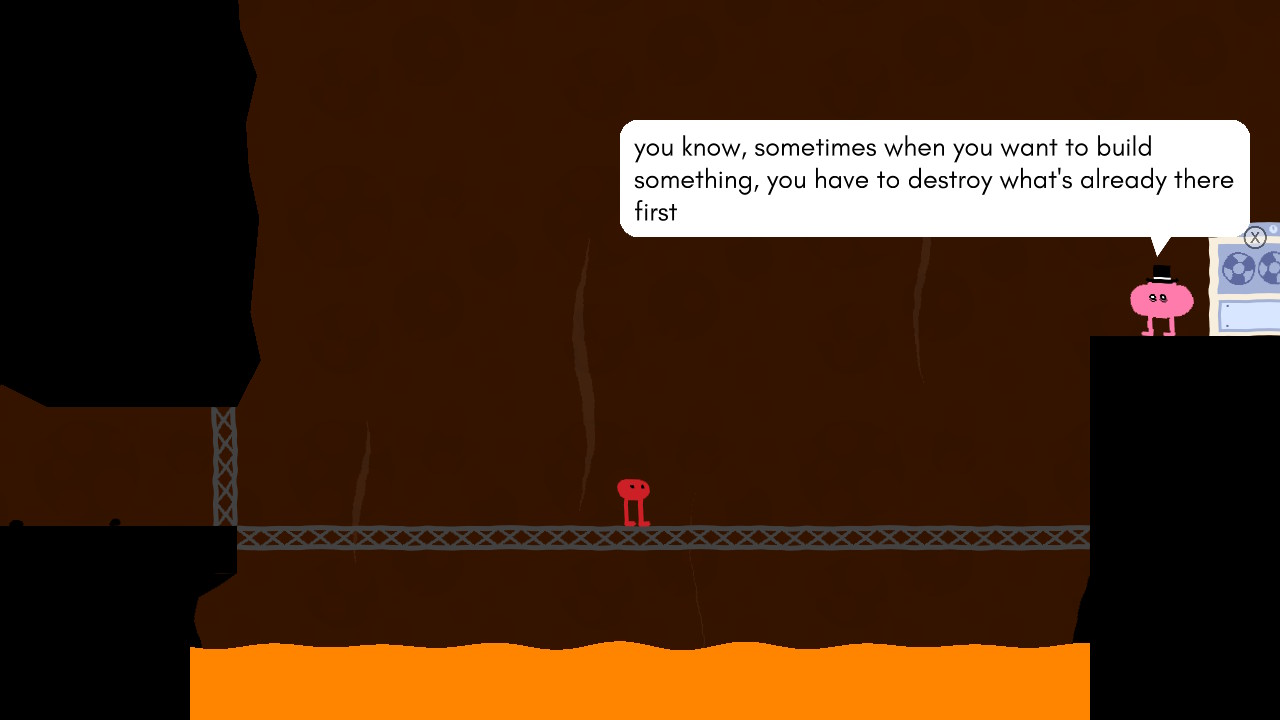 you know, sometimes when you want to build
something, you have to destroy what's already there
first
X